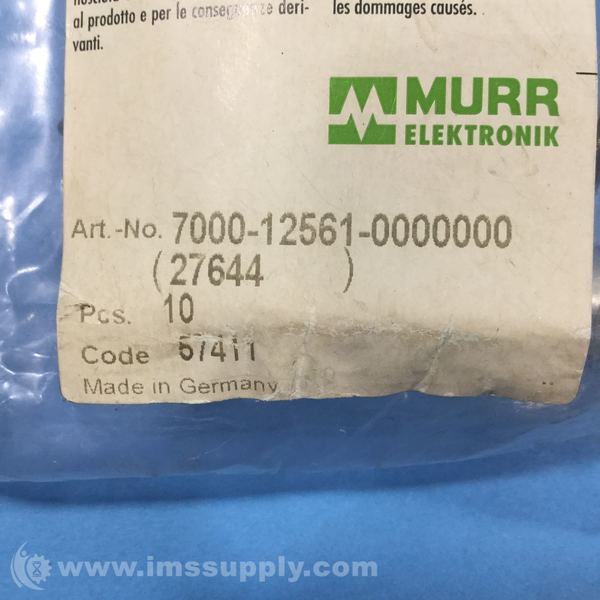 al prodotto e per le conseguenze deri-
vanti.
les dommages causés.
MURR
ELEKTRONIK
Art.-No. 7000-12561-0000000
(27644 )
Pcs. 10
Code 57411
Made in Germany
www.imssupply.com